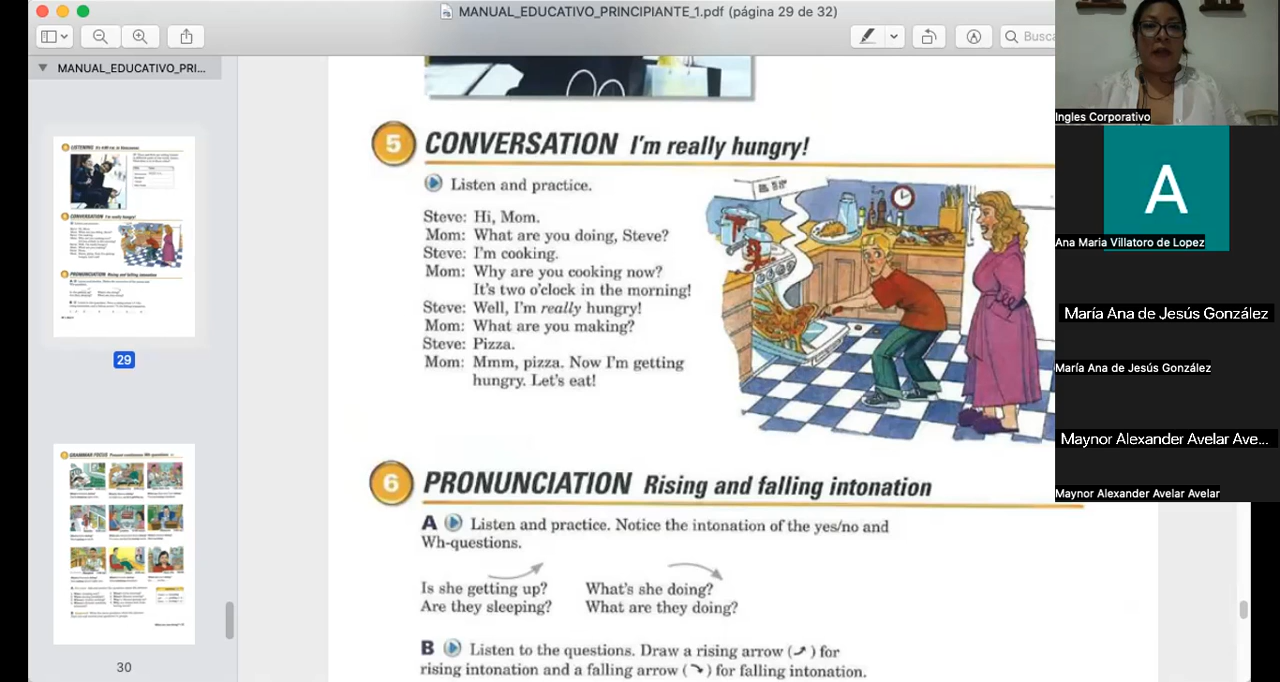 MANUAL_EDUCATIVO_PRINCIPIANTE_1.pdf (página 29 de 32)
Busca
MANUAL_EDUCATIVO_PRI...
29
30
5 CONVERSATION I'm really hungry!
Listen and practice.
Steve: Hi, Mom.
Mom: What are you doing, Steve?
Steve: I'm cooking.
Mom: Why are you cooking now?
It's two o'clock in the morning!
Steve: Well, I'm really hungry!
Mom: What are you making?
Steve: Pizza.
Mom: Mmm, pizza. Now I'm getting
hungry. Let's eat!
6 PRONUNCIATION Rising and falling intonation
A Listen and practice. Notice the intonation of the yes/no and
Wh-questions.
Is she getting up? What's she doing?
Are they sleeping? What are they doing?
B Listen to the questions. Draw a rising arrow ( ) for
rising intonation and a falling arrow ( ) for falling intonation.
Ingles Corporativo
A
Ana Maria Villatoro de Lopez
María Ana de Jesús González
María Ana de Jesús González
Maynor Alexander Avelar Ave...
Maynor Alexander Avelar Avelar